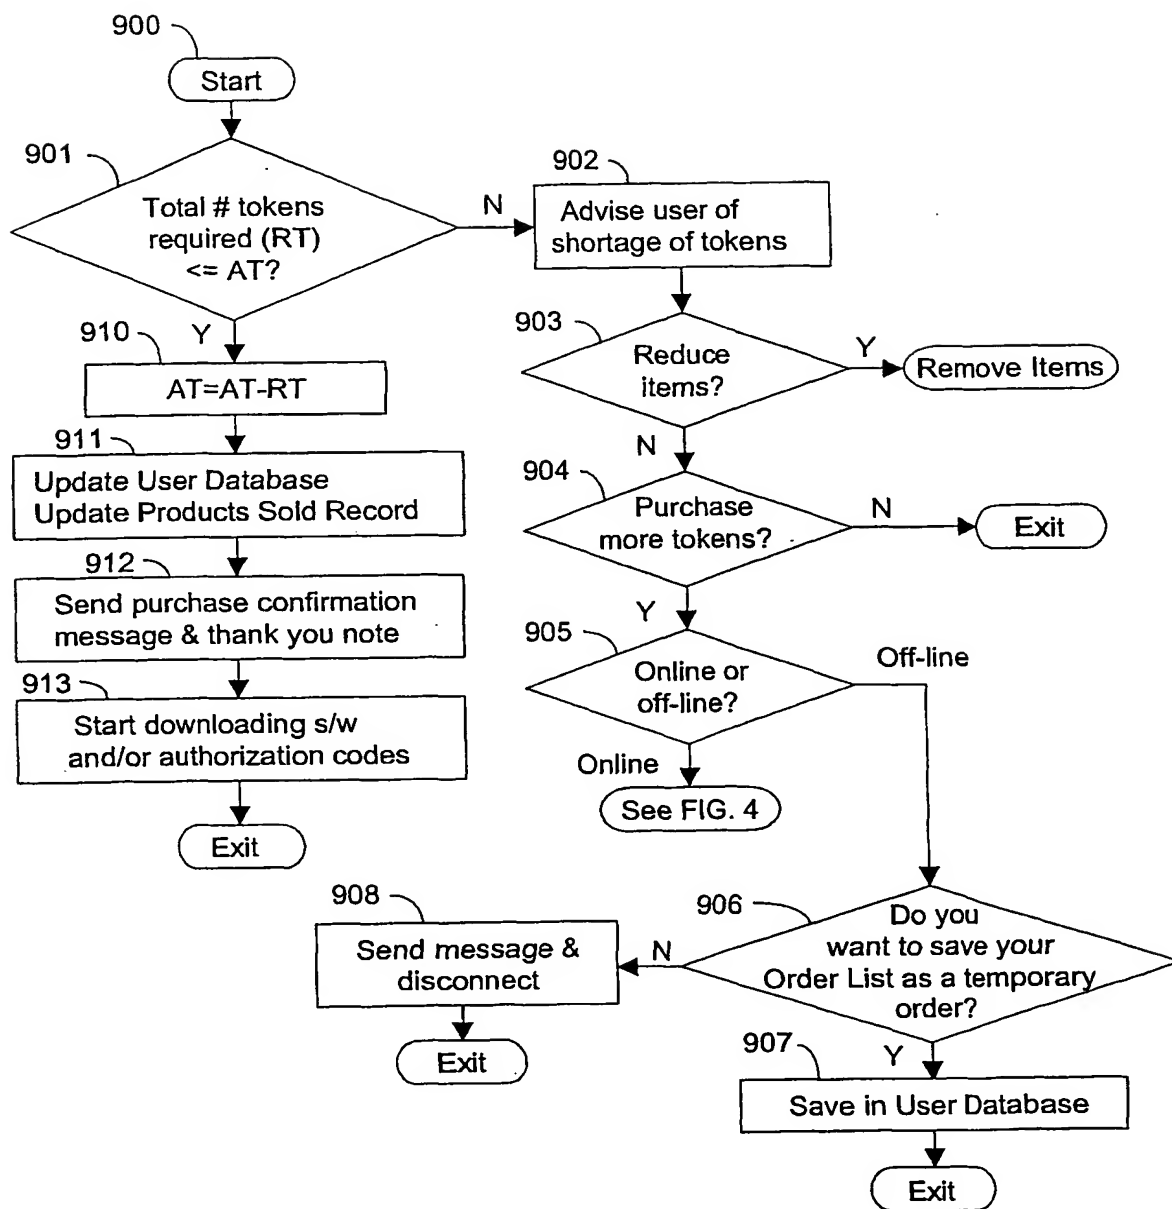 900
Start
901
Total # tokens
required (RT)
<= AT?
N
902
Advise user of
shortage of tokens
Y
910
AT=AT-RT
911
Update User Database
Update Products Sold Record
912
Send purchase confirmation
message & thank you note
913
Start downloading s/w
and/or authorization codes
Exit
903
Reduce
items?
Y
Remove Items
N
904
Purchase
more tokens?
N
Exit
Y
905
Online or
off-line?
Off-line
Online
See FIG. 4
906
Do you
want to save your
Order List as a temporary
order?
N
908
Send message &
disconnect
Exit
Y
907
Save in User Database
Exit